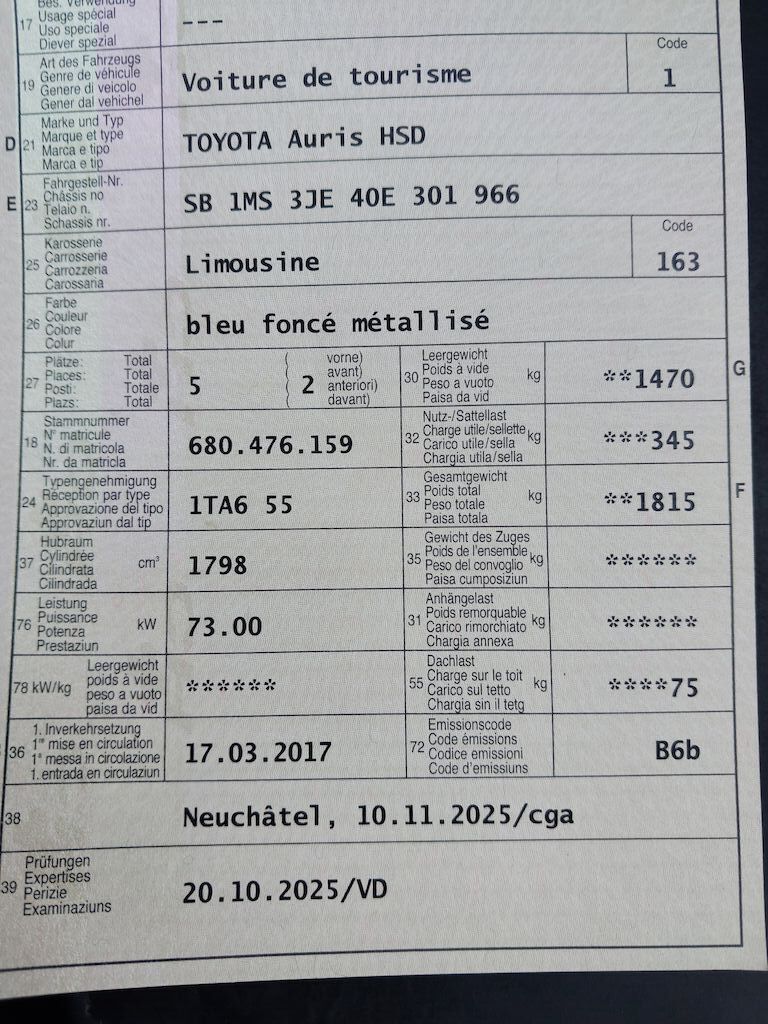 Bes. Verwendung
17 Usage spécial
Uso speciale
Diever spezial
---
Art des Fahrzeugs
19 Genre de véhicule
Genere di veicolo
Gener dal vehichel
Voiture de tourisme
Code
1
Marke und Typ
D 21 Marque et type
Marca e tipo
Marca e tip
TOYOTA Auris HSD
Fahrgestell-Nr.
E 23 Châssis no
Telaio n.
Schassis nr.
SB 1MS 3JE 40E 301 966
Karosserie
25 Carrosserie
Carrozzeria
Carossaria
Limousine
Code
163
Farbe
26 Couleur
Colore
Colur
bleu foncé métallisé
Plätze: Total
27 Places: Total
Posti: Totale
Plazs: Total
5
( vorne)
2 avant)
anteriori)
( davant)
Leergewicht
30 Poids à vide kg
Peso a vuoto
Paisa da vid
**1470
G
Stammnummer
18 N° matricule
N. di matricola
Nr. da matricla
680.476.159
Nutz-/Sattellast
32 Charge utile/sellette kg
Carico utile/sella
Chargia utila/sella
***345
Typengenehmigung
24 Réception par type
Approvazione del tipo
Approvaziun dal tip
1TA6 55
Gesamtgewicht
33 Poids total kg
Peso totale
Paisa totala
**1815
F
Hubraum
37 Cylindrée cm³
Cilindrata
Cilindrada
1798
Gewicht des Zuges
35 Poids de l'ensemble kg
Peso del convoglio
Paisa cumposiziun
******
Leistung
76 Puissance kW
Potenza
Prestaziun
73.00
Anhängelast
31 Poids remorquable kg
Carico rimorchiato
Chargia annexa
******
Leergewicht
78 kW/kg poids à vide
peso a vuoto
paisa da vid
******
Dachlast
55 Charge sur le toit kg
Carico sul tetto
Chargia sin il tetg
****75
1. Inverkehrsetzung
36 1re mise en circulation
1a messa in circolazione
1. entrada en circulaziun
17.03.2017
Emissionscode
72 Code émissions
Codice emissioni
Code d'emissiuns
B6b
38
Neuchâtel, 10.11.2025/cga
Prüfungen
39 Expertises
Perizie
Examinaziuns
20.10.2025/VD